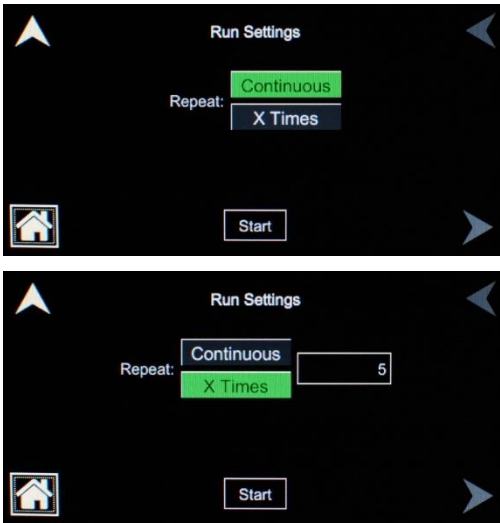 Run Settings
Repeat:
Continuous
X Times
Start
Run Settings
Repeat:
Continuous
X Times
5
Start